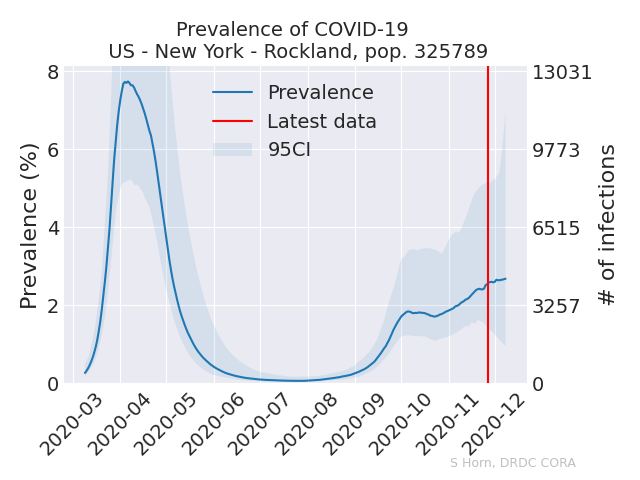 Prevalence of COVID-19
US - New York - Rockland, pop. 325789
8
6
4
2
0
Prevalence (%)
Prevalence
Latest data
95CI
13031
9773
6515
3257
0
# of infections
2020-03
2020-04
2020-05
2020-06
2020-07
2020-08
2020-09
2020-10
2020-11
2020-12
S Horn, DRDC CORA